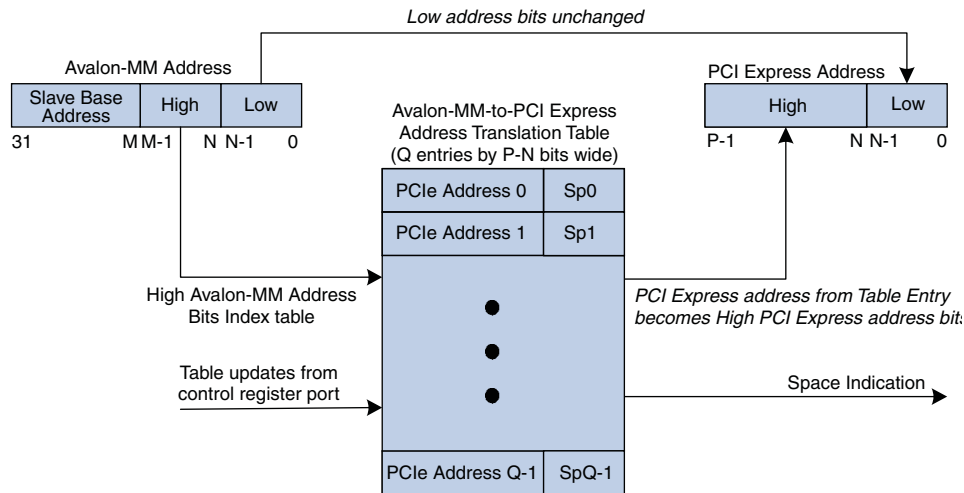 Low address bits unchanged
Avalon-MM Address
PCI Express Address
Slave Base
Address
High
Low
31
M
M-1
N
N-1
0
Avalon-MM-to-PCI Express
Address Translation Table
(Q entries by P-N bits wide)
High
Low
P-1
N
N-1
0
PCIe Address 0
Sp0
PCIe Address 1
Sp1
High Avalon-MM Address
Bits Index table
PCI Express address from Table Entry
becomes High PCI Express address bits
Table updates from
control register port
Space Indication
PCIe Address Q-1
SpQ-1